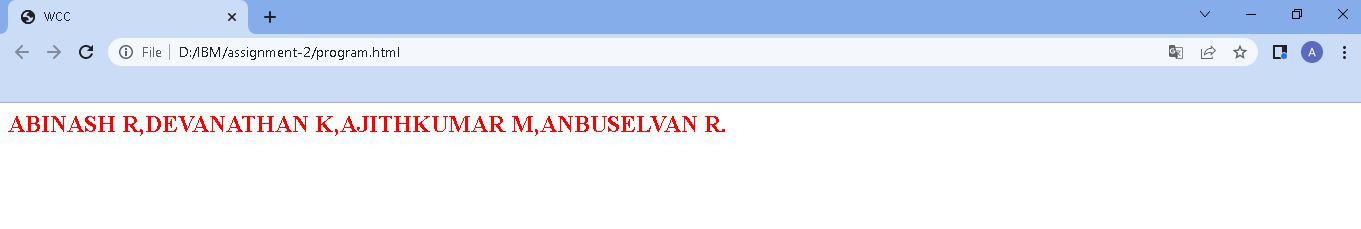 WCC
File D:/IBM/assignment-2/program.html
A
ABINASH R,DEVANATHAN K,AJITHKUMAR M,ANBUSELVAN R.